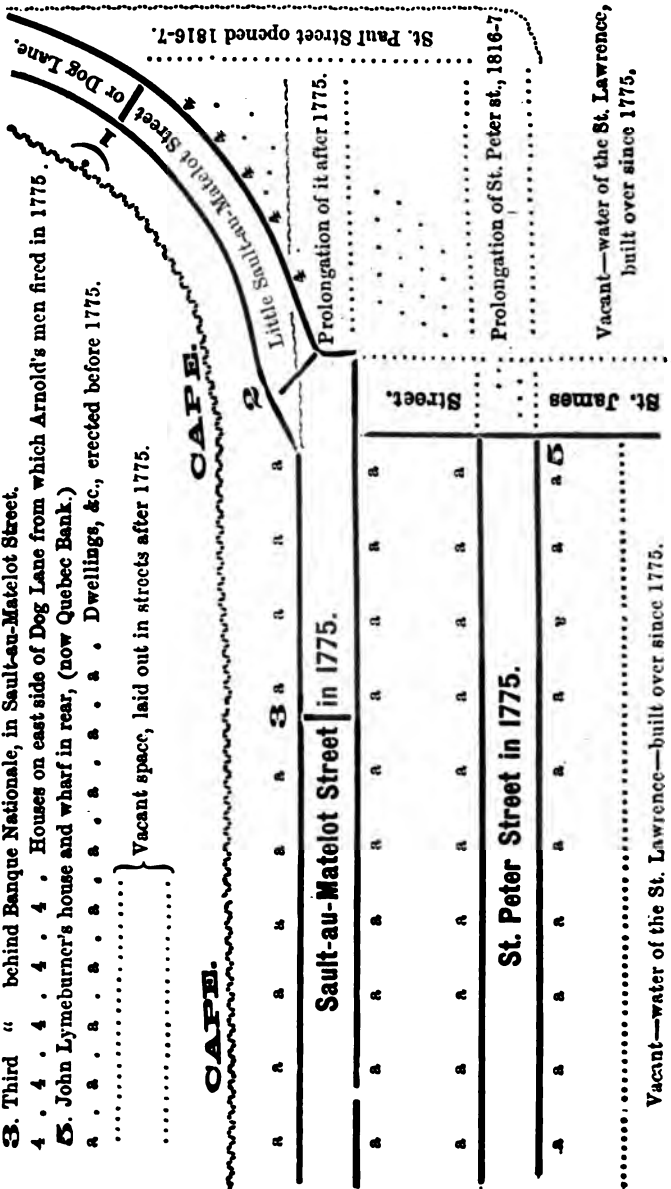 3. Third “ behind Banque Nationale, in Sault-au-Matelot Street.
4 . 4 . 4 . 4 . 4 . Houses on east side of Dog Lane from which Arnold's men fired in 1775.
5. John Lymeburner's house and wharf in rear, (now Quebec Bank.)
a . a . a . a . a . a . a . a . a . Dwellings, &c., erected before 1775.
Vacant space, laid out in streets after 1775.
CAPE.
CAPE.
1
or Dog Lane.
Little Sault-au-Matelot Street
4 4 4 4 4
St. Paul Street opened 1816-7.
2
Prolongation of it after 1775.
a a a a a a a a a a
3
Sault-au-Matelot Street in 1775.
a a a a a a a a a a
St. James Street.
a a a a a a a a a a
St. Peter Street in 1775.
Prolongation of St. Peter st., 1816-7
a a a a a a a a a a
5
Vacant—water of the St. Lawrence,
built over since 1775.
Vacant—water of the St. Lawrence—built over since 1775.